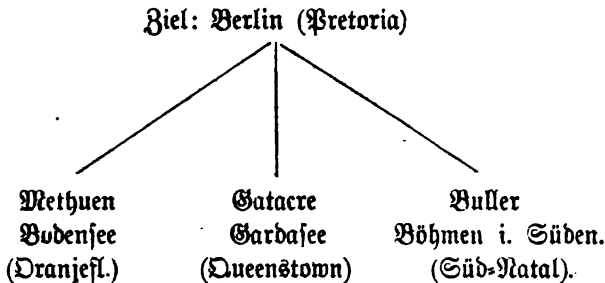 Ziel: Berlin (Pretoria)
Methuen
Bodensee
(Oranjefl.)
Gatacre
Gardasee
(Queenstown)
Buller
Böhmen i. Süden.
(Süd-Natal).